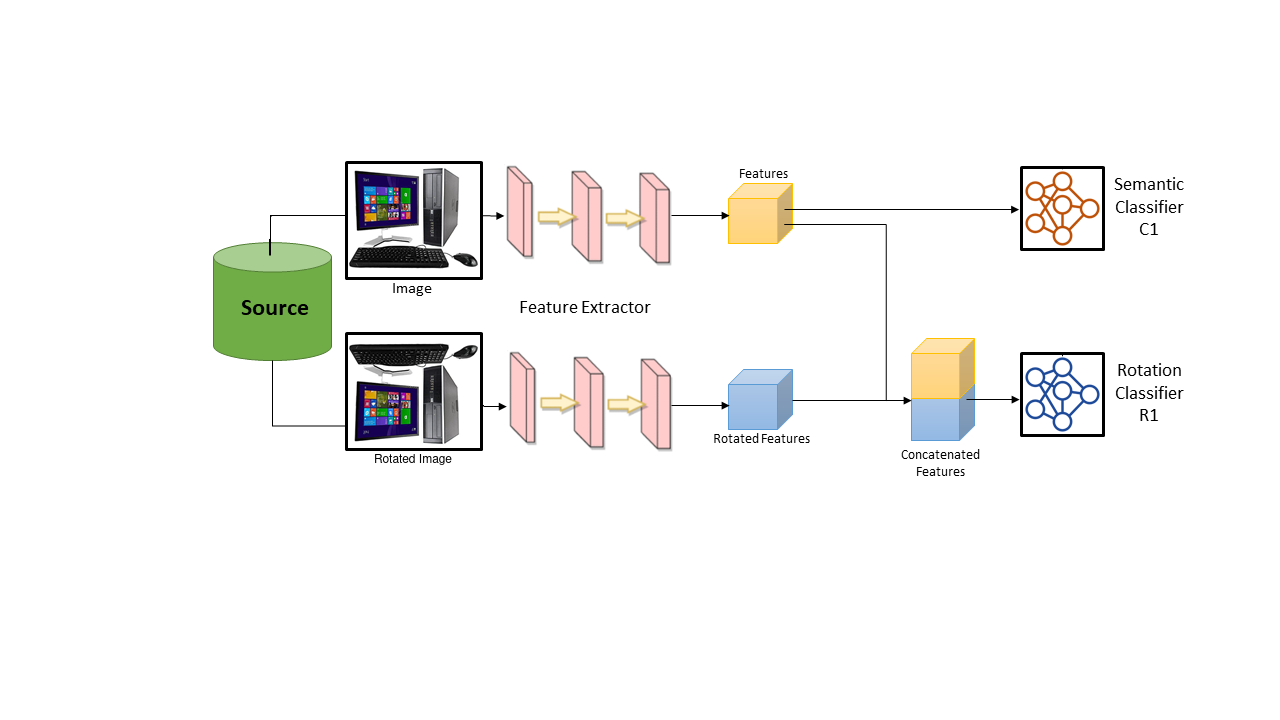 Features
Semantic
Classifier
C1
Image
Source
Feature Extractor
Rotated Image
Rotated Features
Rotation
Classifier
R1
Concatenated
Features